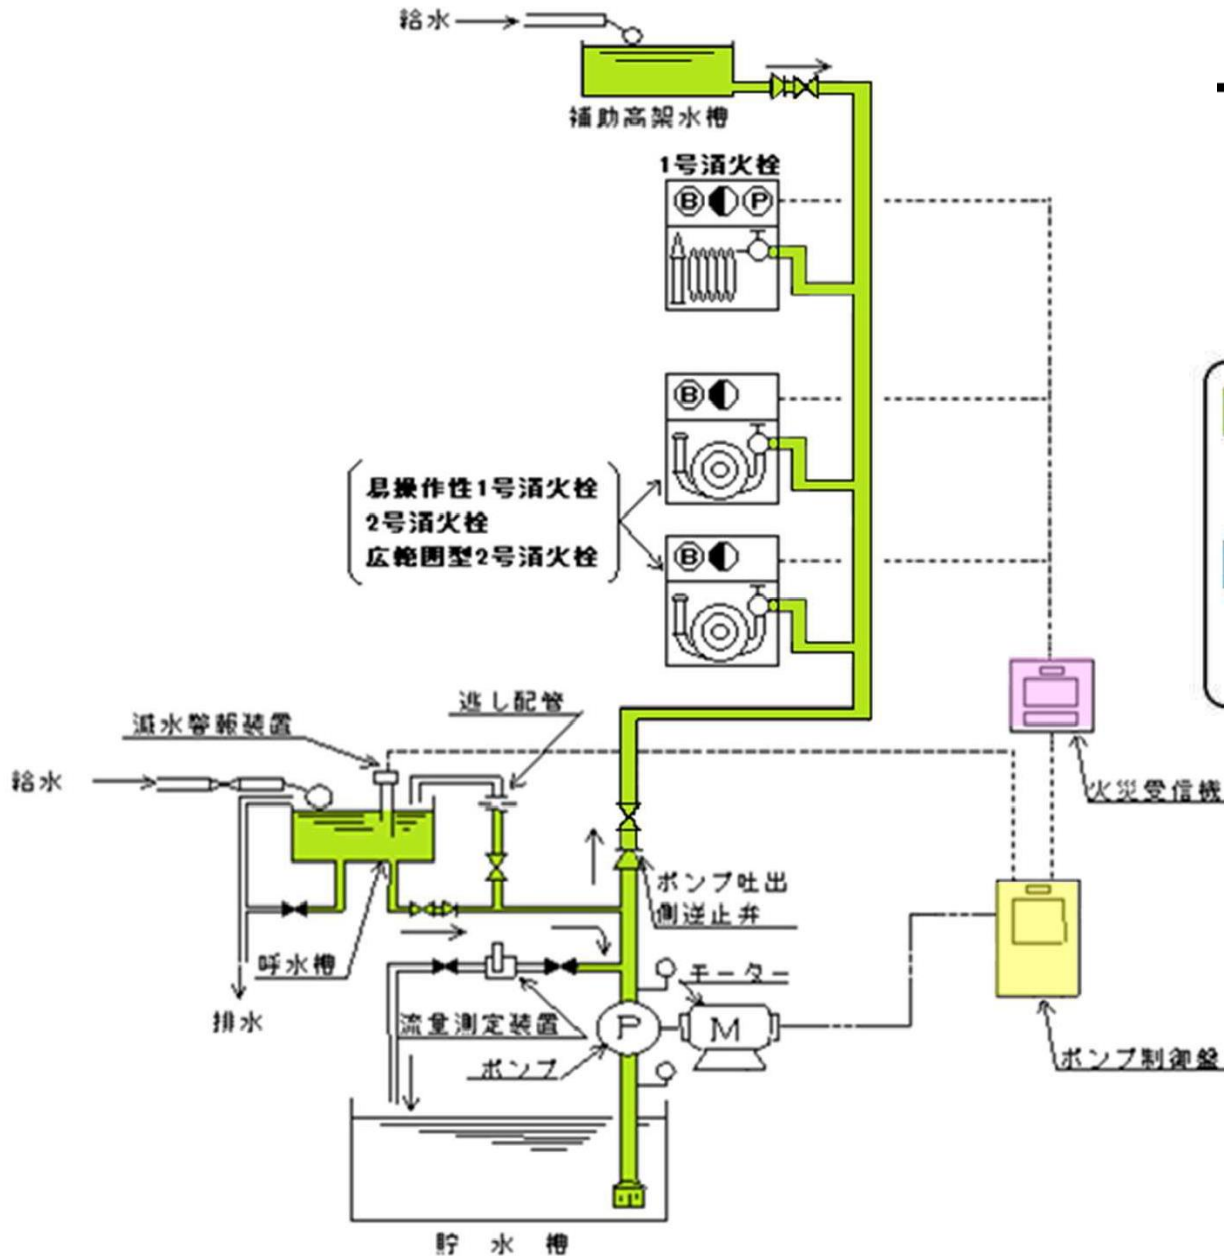 給水
補助高架水槽
1号消火栓
B
P
B
易操作性1号消火栓
2号消火栓
広範囲型2号消火栓
B
逃し配管
減水警報装置
給水
火災受信機
ポンプ吐出
側逆止弁
呼水槽
モーター
排水
流量測定装置
P
M
ポンプ
ポンプ制御盤
貯水槽